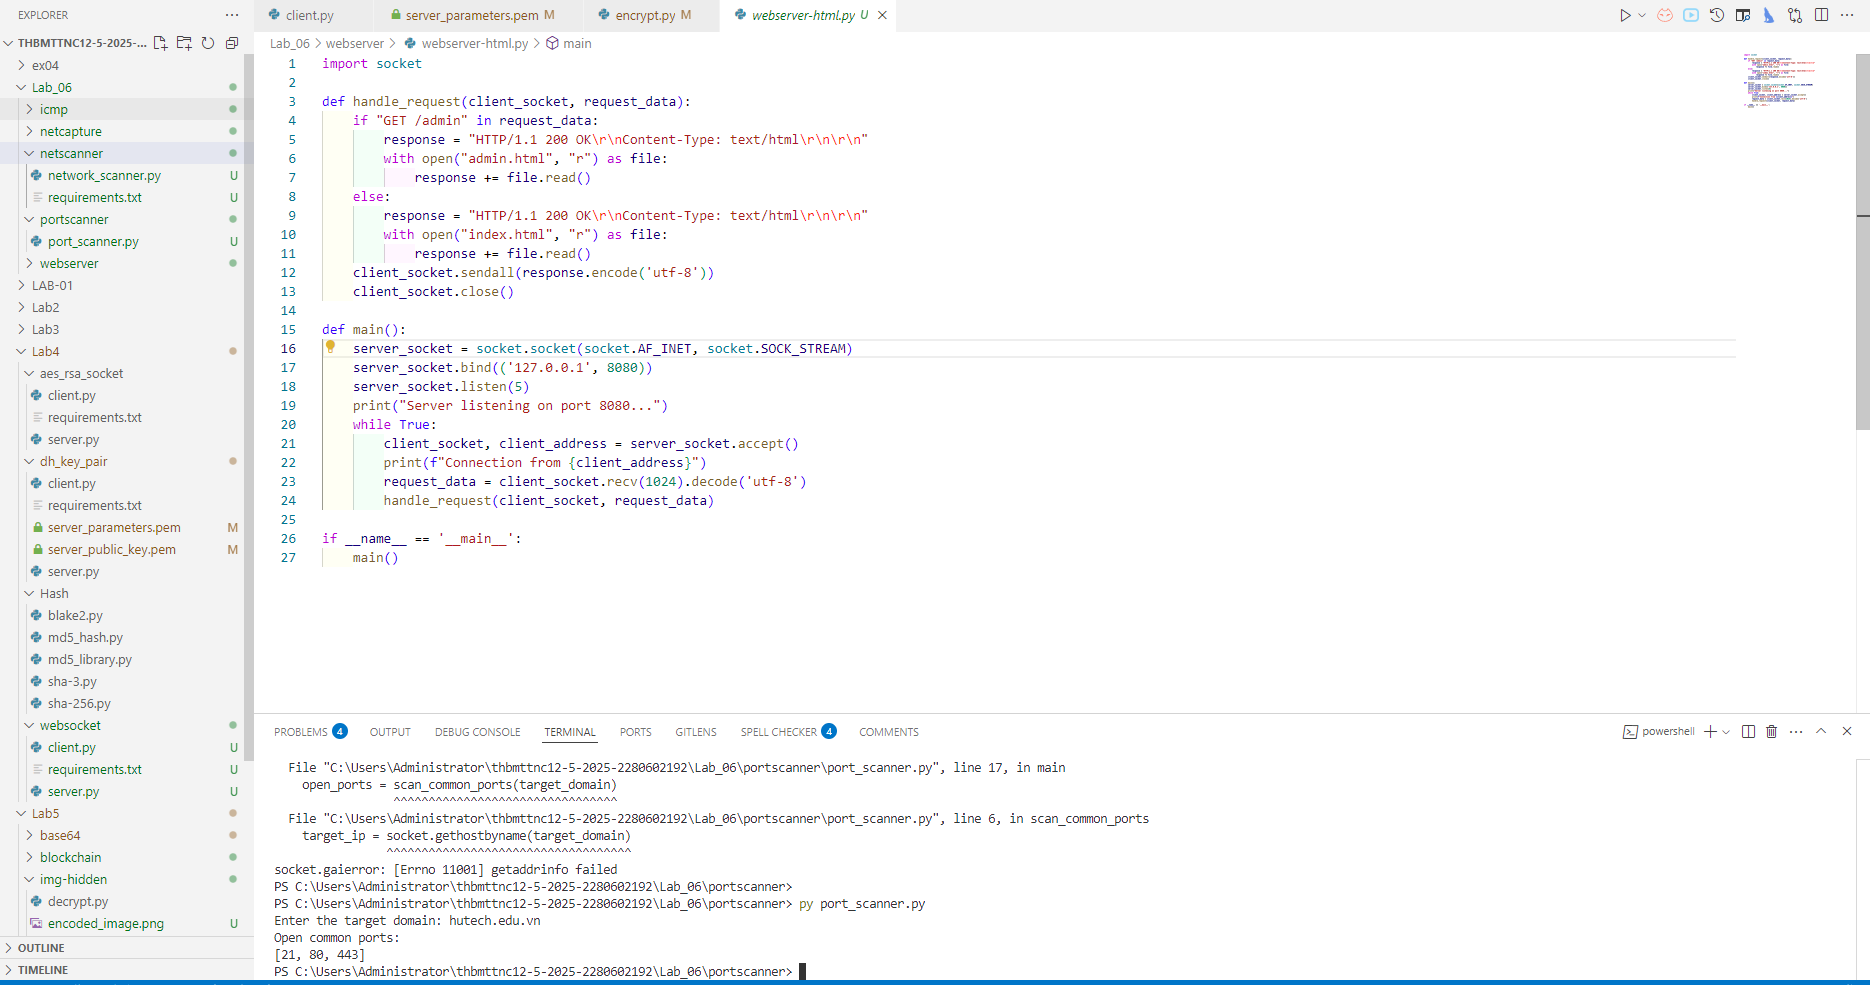 EXPLORER
THBMTTNC12-5-2025-...
ex04
Lab_06
icmp
netcapture
netscanner
network_scanner.py U
requirements.txt U
portscanner
port_scanner.py U
webserver
LAB-01
Lab2
Lab3
Lab4
aes_rsa_socket
client.py
requirements.txt
server.py
dh_key_pair
client.py
requirements.txt
server_parameters.pem M
server_public_key.pem M
server.py
Hash
blake2.py
md5_hash.py
md5_library.py
sha-3.py
sha-256.py
websocket
client.py U
requirements.txt U
server.py U
Lab5
base64
blockchain
img-hidden
decrypt.py
encoded_image.png U
OUTLINE
TIMELINE
client.py server_parameters.pem M encrypt.py M webserver-html.py U
Lab_06 > webserver > webserver-html.py > main
1 import socket
2
3 def handle_request(client_socket, request_data):
4 if "GET /admin" in request_data:
5 response = "HTTP/1.1 200 OK\r\nContent-Type: text/html\r\n\r\n"
6 with open("admin.html", "r") as file:
7 response += file.read()
8 else:
9 response = "HTTP/1.1 200 OK\r\nContent-Type: text/html\r\n\r\n"
10 with open("index.html", "r") as file:
11 response += file.read()
12 client_socket.sendall(response.encode('utf-8'))
13 client_socket.close()
14
15 def main():
16 server_socket = socket.socket(socket.AF_INET, socket.SOCK_STREAM)
17 server_socket.bind(('127.0.0.1', 8080))
18 server_socket.listen(5)
19 print("Server listening on port 8080...")
20 while True:
21 client_socket, client_address = server_socket.accept()
22 print(f"Connection from {client_address}")
23 request_data = client_socket.recv(1024).decode('utf-8')
24 handle_request(client_socket, request_data)
25
26 if __name__ == '__main__':
27 main()
PROBLEMS 4 OUTPUT DEBUG CONSOLE TERMINAL PORTS GITLENS SPELL CHECKER 4 COMMENTS
powershell
File "C:\Users\Administrator\thbmttnc12-5-2025-2280602192\Lab_06\portscanner\port_scanner.py", line 17, in main
open_ports = scan_common_ports(target_domain)
^^^^^^^^^^^^^^^^^^^^^^^^^^^^^^^^
File "C:\Users\Administrator\thbmttnc12-5-2025-2280602192\Lab_06\portscanner\port_scanner.py", line 6, in scan_common_ports
target_ip = socket.gethostbyname(target_domain)
^^^^^^^^^^^^^^^^^^^^^^^^^^^^^^^^^^^
socket.gaierror: [Errno 11001] getaddrinfo failed
PS C:\Users\Administrator\thbmttnc12-5-2025-2280602192\Lab_06\portscanner>
PS C:\Users\Administrator\thbmttnc12-5-2025-2280602192\Lab_06\portscanner> py port_scanner.py
Enter the target domain: hutech.edu.vn
Open common ports:
[21, 80, 443]
PS C:\Users\Administrator\thbmttnc12-5-2025-2280602192\Lab_06\portscanner>